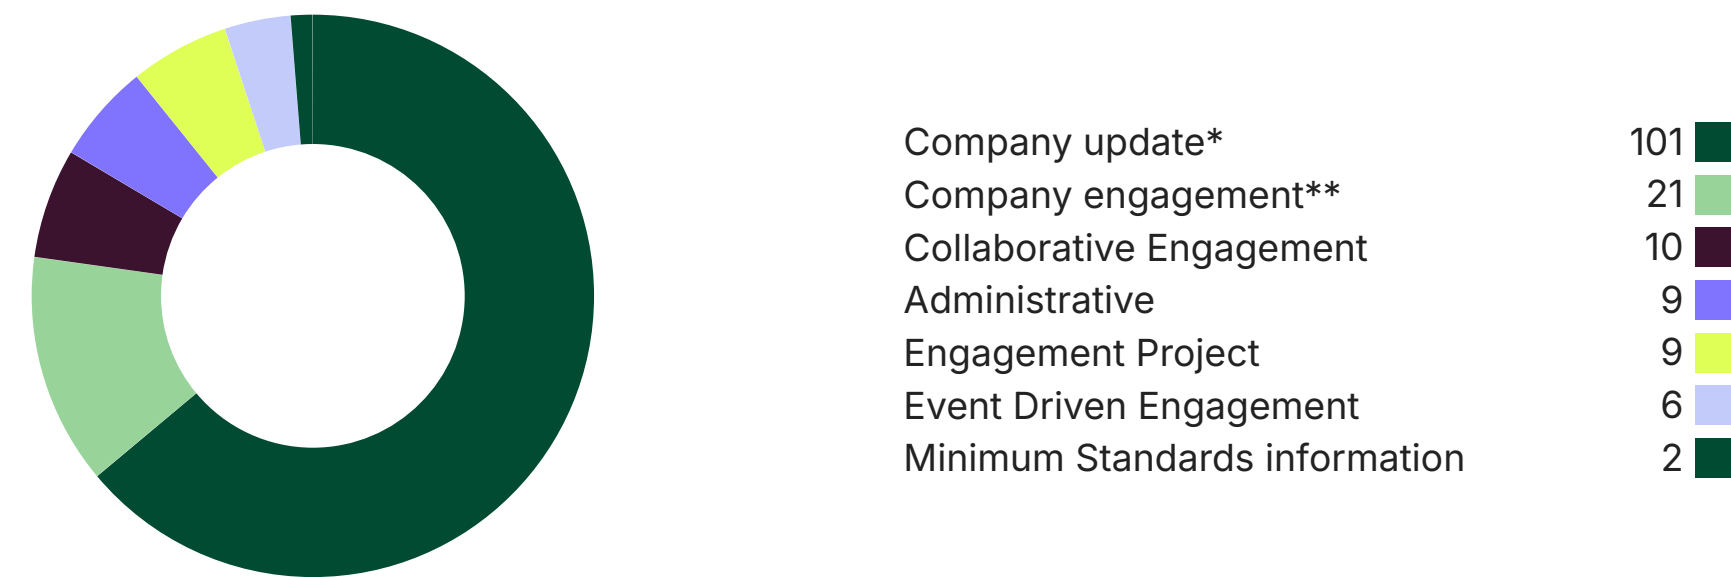 Company update* 101
Company engagement** 21
Collaborative Engagement 10
Administrative 9
Engagement Project 9
Event Driven Engagement 6
Minimum Standards information 2